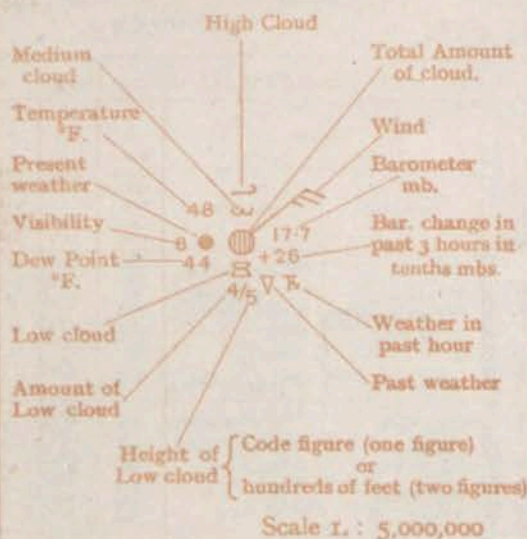 High Cloud
Medium
cloud
Total Amount
of cloud.
Temperature
°F.
Wind
Present
weather
Barometer
mb.
48
Visibility
6
17·7
Bar. change in
past 3 hours in
tenths mbs.
Dew Point
°F.
44
+26
4/5
Low cloud
Weather in
past hour
Amount of
Low cloud
Past weather
Height of
Low cloud
Code figure (one figure)
or
hundreds of feet (two figures)
Scale 1. : 5,000,000